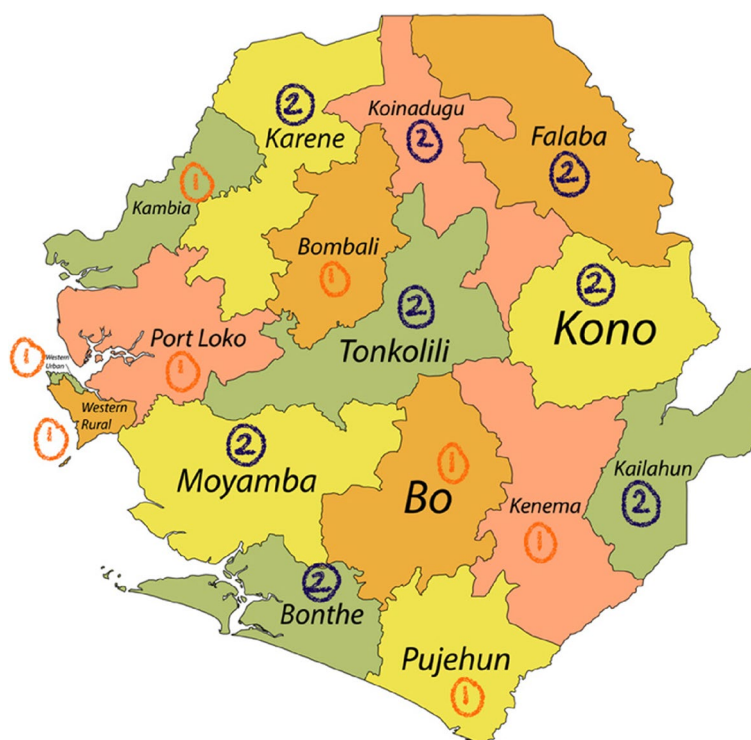 2
Karene
Koinadugu
2
Falaba
2
1
Kambia
Bombali
1
2
Kono
2
Tonkolili
Port Loko
1
1
Western
Urban
Western
Rural
1
2
Moyamba
1
Bo
Kenema
1
Kailahun
2
2
Bonthe
Pujehun
1